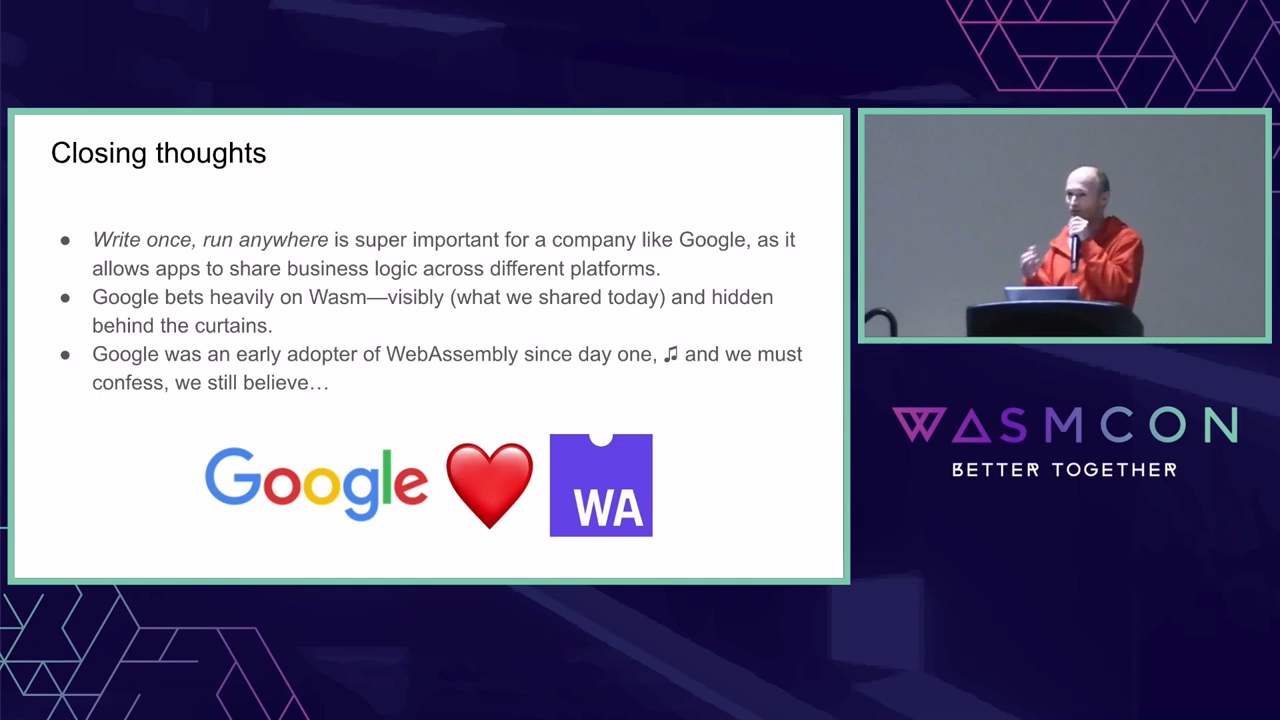 Closing thoughts
● Write once, run anywhere is super important for a company like Google, as it
allows apps to share business logic across different platforms.
● Google bets heavily on Wasm—visibly (what we shared today) and hidden
behind the curtains.
● Google was an early adopter of WebAssembly since day one, ♫ and we must
confess, we still believe…
Google ❤ WA
WASMCON
BETTER TOGETHER